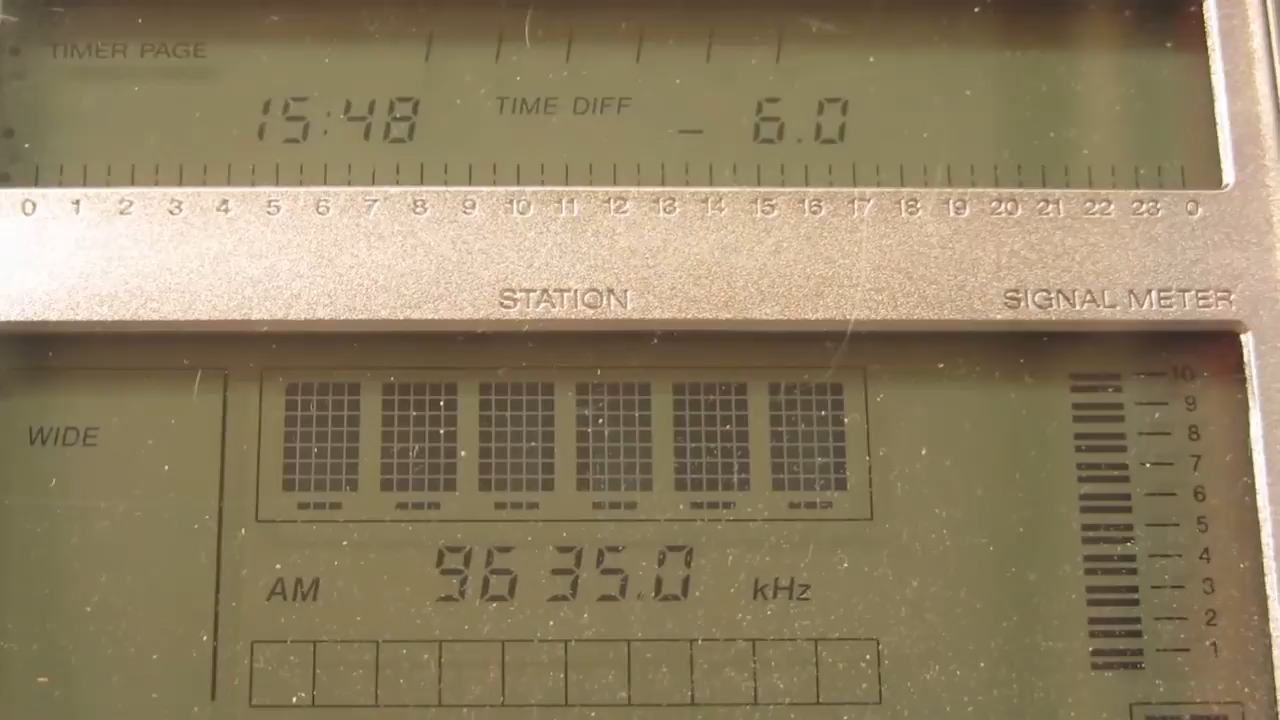 TIMER PAGE
15:48 TIME DIFF - 6.0
0 1 2 3 4 5 6 7 8 9 10 11 12 13 14 15 16 17 18 19 20 21 22 23 0
STATION SIGNAL METER
WIDE
10
9
8
7
6
5
4
3
2
1
AM 9635.0 kHz